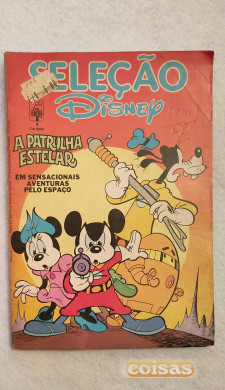 SELEÇÃO
Disney
A PATRULHA
ESTELAR
EM SENSACIONAIS
AVENTURAS
PELO ESPAÇO
coisas